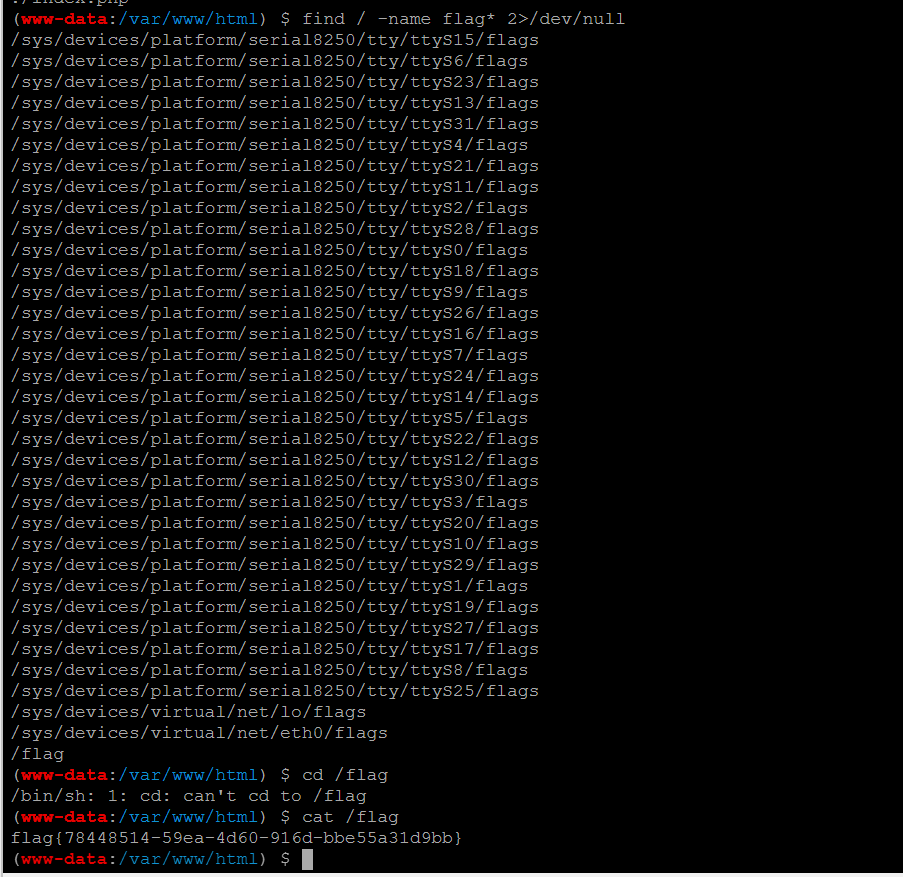 ./index.php
(www-data:/var/www/html) $ find / -name flag* 2>/dev/null
/sys/devices/platform/serial8250/tty/ttyS15/flags
/sys/devices/platform/serial8250/tty/ttyS6/flags
/sys/devices/platform/serial8250/tty/ttyS23/flags
/sys/devices/platform/serial8250/tty/ttyS13/flags
/sys/devices/platform/serial8250/tty/ttyS31/flags
/sys/devices/platform/serial8250/tty/ttyS4/flags
/sys/devices/platform/serial8250/tty/ttyS21/flags
/sys/devices/platform/serial8250/tty/ttyS11/flags
/sys/devices/platform/serial8250/tty/ttyS2/flags
/sys/devices/platform/serial8250/tty/ttyS28/flags
/sys/devices/platform/serial8250/tty/ttyS0/flags
/sys/devices/platform/serial8250/tty/ttyS18/flags
/sys/devices/platform/serial8250/tty/ttyS9/flags
/sys/devices/platform/serial8250/tty/ttyS26/flags
/sys/devices/platform/serial8250/tty/ttyS16/flags
/sys/devices/platform/serial8250/tty/ttyS7/flags
/sys/devices/platform/serial8250/tty/ttyS24/flags
/sys/devices/platform/serial8250/tty/ttyS14/flags
/sys/devices/platform/serial8250/tty/ttyS5/flags
/sys/devices/platform/serial8250/tty/ttyS22/flags
/sys/devices/platform/serial8250/tty/ttyS12/flags
/sys/devices/platform/serial8250/tty/ttyS30/flags
/sys/devices/platform/serial8250/tty/ttyS3/flags
/sys/devices/platform/serial8250/tty/ttyS20/flags
/sys/devices/platform/serial8250/tty/ttyS10/flags
/sys/devices/platform/serial8250/tty/ttyS29/flags
/sys/devices/platform/serial8250/tty/ttyS1/flags
/sys/devices/platform/serial8250/tty/ttyS19/flags
/sys/devices/platform/serial8250/tty/ttyS27/flags
/sys/devices/platform/serial8250/tty/ttyS17/flags
/sys/devices/platform/serial8250/tty/ttyS8/flags
/sys/devices/platform/serial8250/tty/ttyS25/flags
/sys/devices/virtual/net/lo/flags
/sys/devices/virtual/net/eth0/flags
/flag
(www-data:/var/www/html) $ cd /flag
/bin/sh: 1: cd: can't cd to /flag
(www-data:/var/www/html) $ cat /flag
flag{78448514-59ea-4d60-916d-bbe55a31d9bb}
(www-data:/var/www/html) $